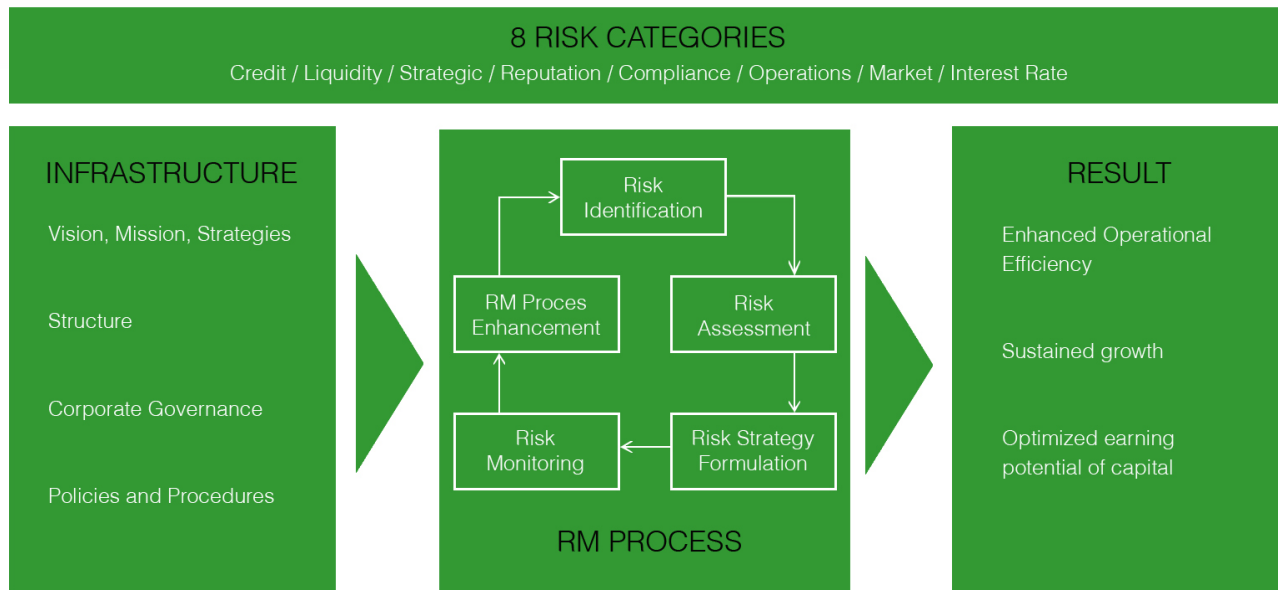 8 RISK CATEGORIES
Credit / Liquidity / Strategic / Reputation / Compliance / Operations / Market / Interest Rate
INFRASTRUCTURE
Vision, Mission, Strategies
Structure
Corporate Governance
Policies and Procedures
Risk
Identification
Risk
Assessment
Risk Strategy
Formulation
Risk
Monitoring
RM Proces
Enhancement
RM PROCESS
RESULT
Enhanced Operational
Efficiency
Sustained growth
Optimized earning
potential of capital